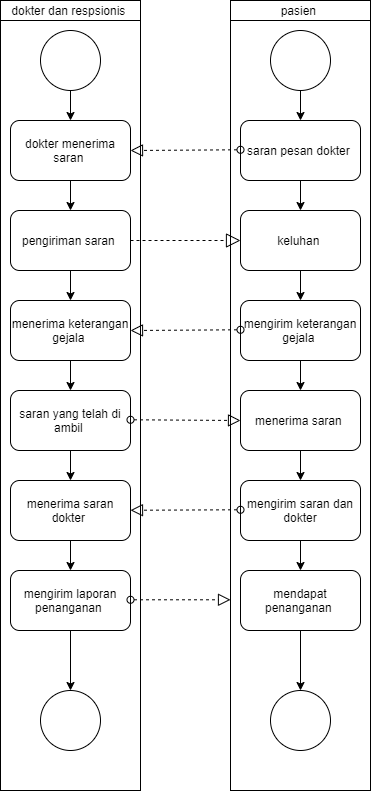 dokter dan respsionis
pasien
dokter menerima
saran
saran pesan dokter
pengiriman saran
keluhan
menerima keterangan
gejala
mengirim keterangan
gejala
saran yang telah di
ambil
menerima saran
menerima saran
dokter
mengirim saran dan
dokter
mengirim laporan
penanganan
mendapat
penanganan